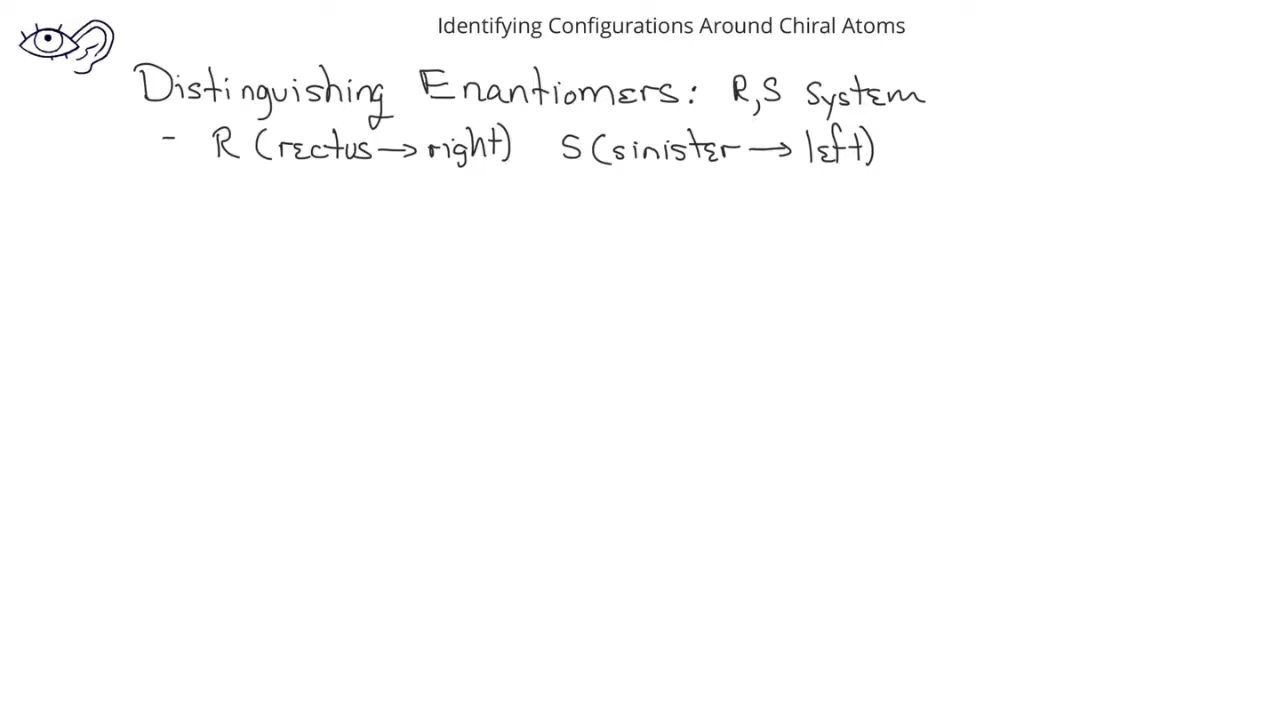 Identifying Configurations Around Chiral Atoms
Distinguishing Enantiomers: R,S System
- R (rectus → right) S (sinister → left)